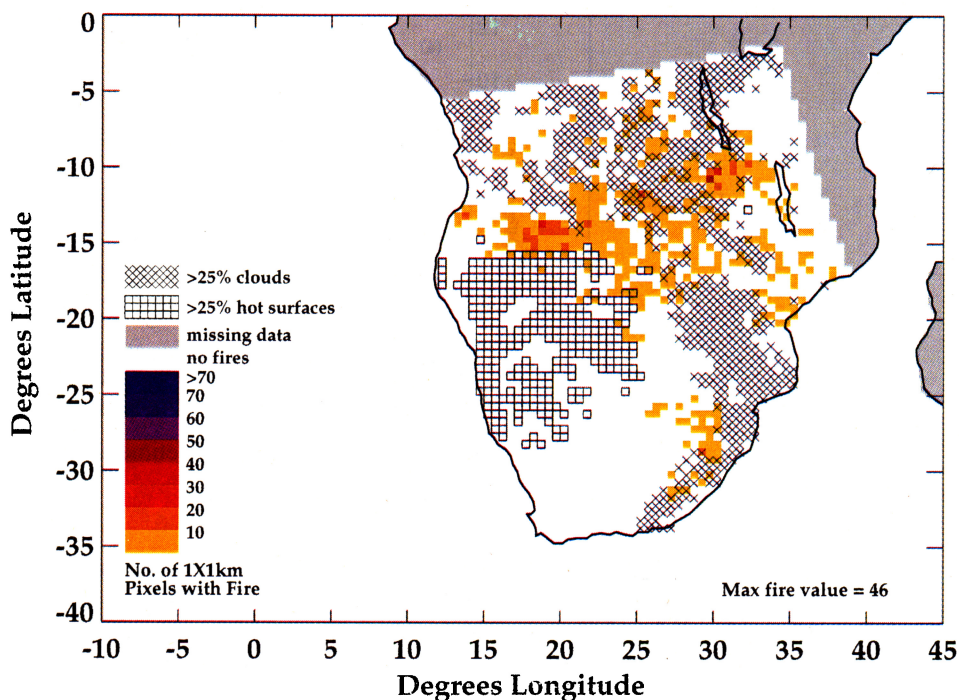 0
-5
-10
-15
-20
-25
-30
-35
-40
Degrees Latitude
>25% clouds
>25% hot surfaces
missing data
no fires
>70
70
60
50
40
30
20
10
No. of 1X1km
Pixels with Fire
Max fire value = 46
-10 -5 0 5 10 15 20 25 30 35 40 45
Degrees Longitude